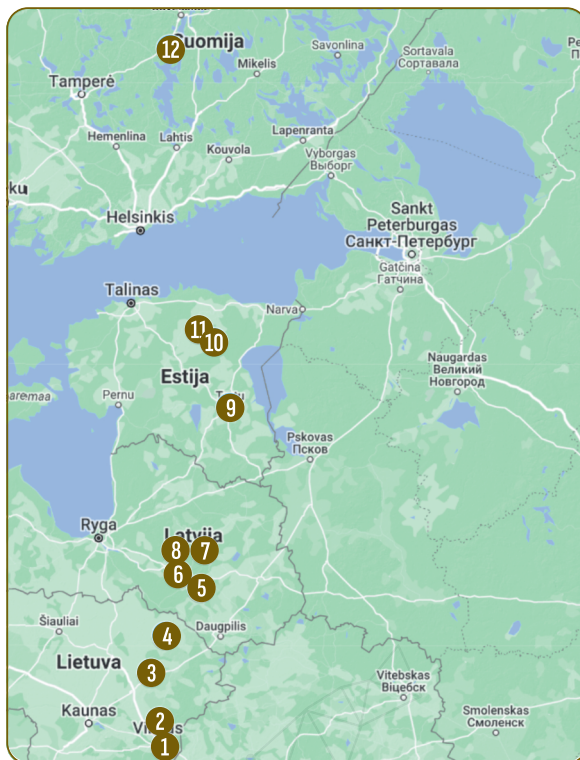 12
Suomija
Savonlina
Sortavala
Сортавала
Mikelis
Tamperė
Hemenlina
Lahtis
Kouvola
Lapenranta
Vyborgas
Выборг
Helsinkis
Sankt
Peterburgas
Санкт-Петербург
Gatčina
Гатчина
Talinas
Narva
11
10
Estija
Naugardas
Великий
Новгород
Pernu
9
Pskovas
Псков
Ryga
Latvija
8
7
6
5
Šiauliai
4
Daugpilis
Lietuva
3
Vitebskas
Віцебск
Kaunas
2
Smolenskas
Смоленск
1